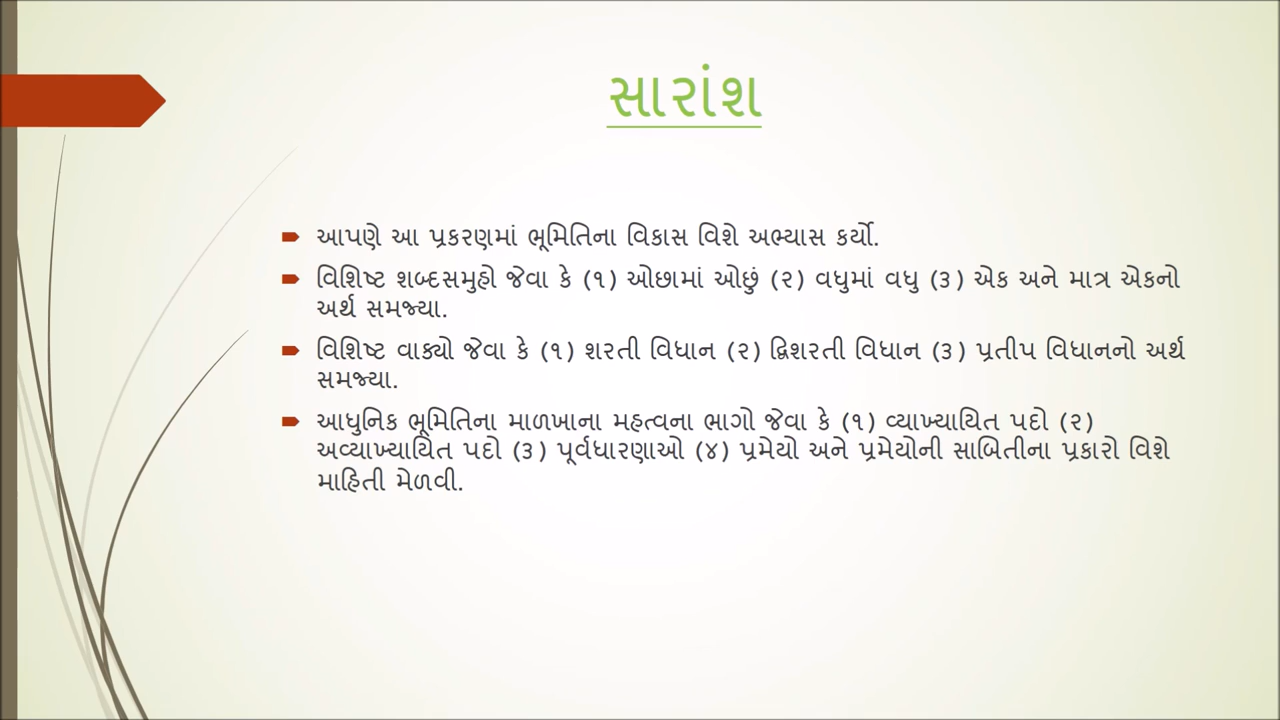 સારાંશ
આપણે આ પ્રકરણમાં ભૂમિતિના વિકાસ વિશે અભ્યાસ કર્યો.
વિશિષ્ટ શબ્દસમુહો જેવા કે (૧) ઓછામાં ઓછું (૨) વધુમાં વધુ (૩) એક અને માત્ર એકનો
અર્થ સમજ્યા.
વિશિષ્ટ વાક્યો જેવા કે (૧) શરતી વિધાન (૨) દ્વિશરતી વિધાન (૩) પ્રતીપ વિધાનનો અર્થ
સમજ્યા.
આધુનિક ભૂમિતિના માળખાના મહત્વના ભાગો જેવા કે (૧) વ્યાખ્યાયિત પદો (૨)
અવ્યાખ્યાયિત પદો (૩) પૂર્વધારણાઓ (૪) પ્રમેયો અને પ્રમેયોની સાબિતીના પ્રકારો વિશે
માહિતી મેળવી.